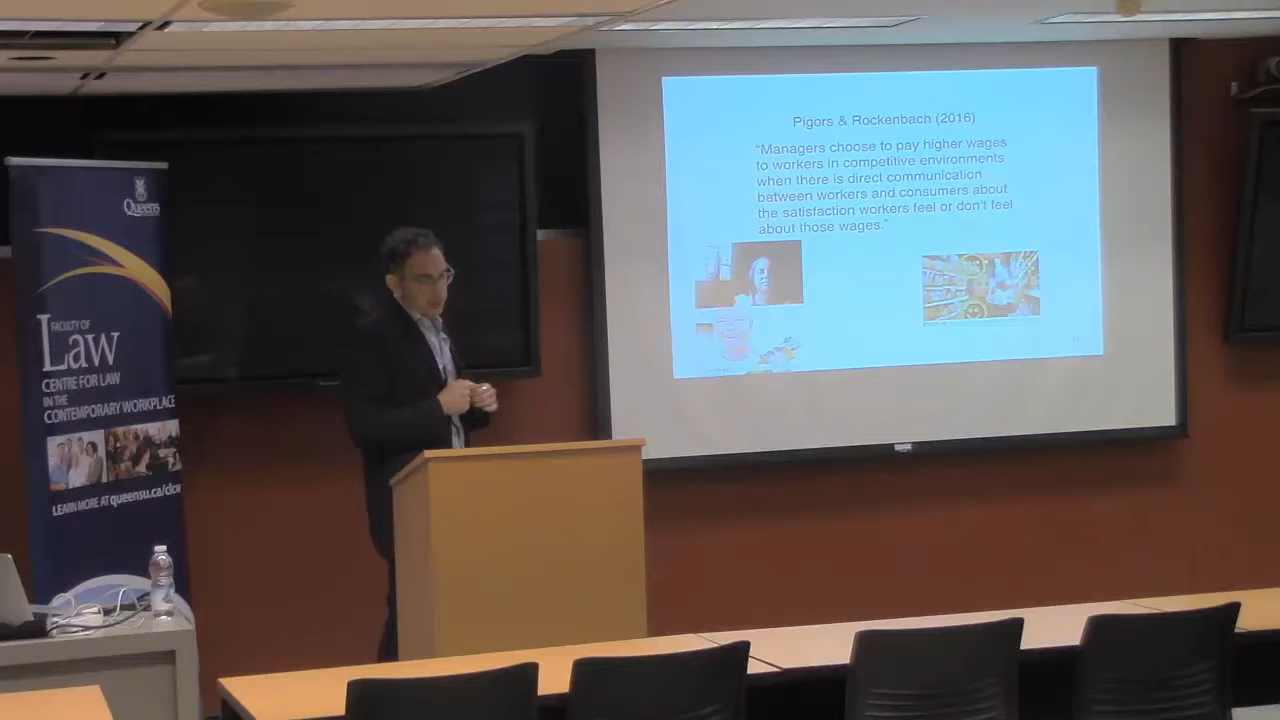 Queens
FACULTY OF
Law
CENTRE FOR LAW
IN THE
CONTEMPORARY WORKPLACE
LEARN MORE AT queensu.ca/clcw
Pigors & Rockenbach (2016)
“Managers choose to pay higher wages
to workers in competitive environments
when there is direct communication
between workers and consumers about
the satisfaction workers feel or don’t feel
about those wages.”